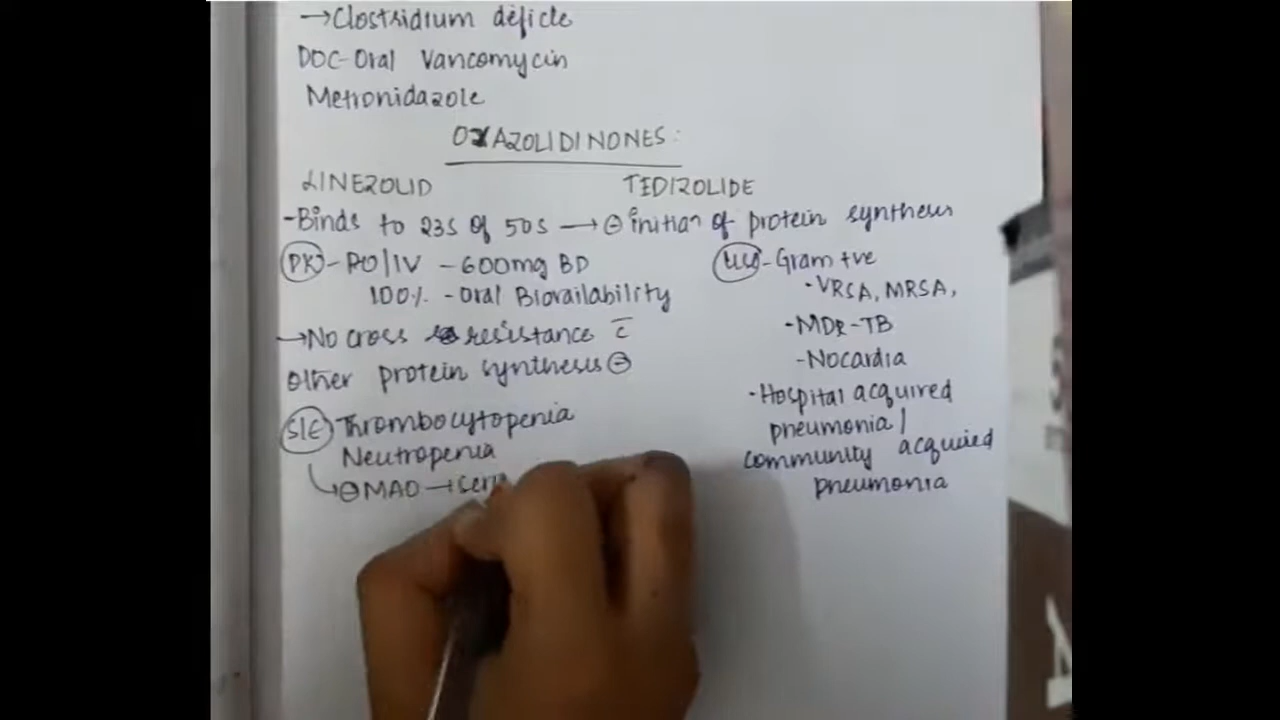 →Clostridium deficle
DOC-Oral Vancomycin
Metronidazole
OXAZOLIDINONES:
LINEZOLID
TEDIZOLIDE
-Binds to 23S of 50S → ⊖ initian of protein synthesis
PK - PO/IV - 600mg BD
100% - Oral Bioavailability
→No cross resistance c̄
Other protein synthesis ⊖
S/E Thrombocytopenia
Neutropenia
↳⊖MAO → Ser
-Gram +ve
·VRSA, MRSA,
-MDR-TB
-Nocardia
·Hospital acquired
pneumonia/
community acquired
pneumonia